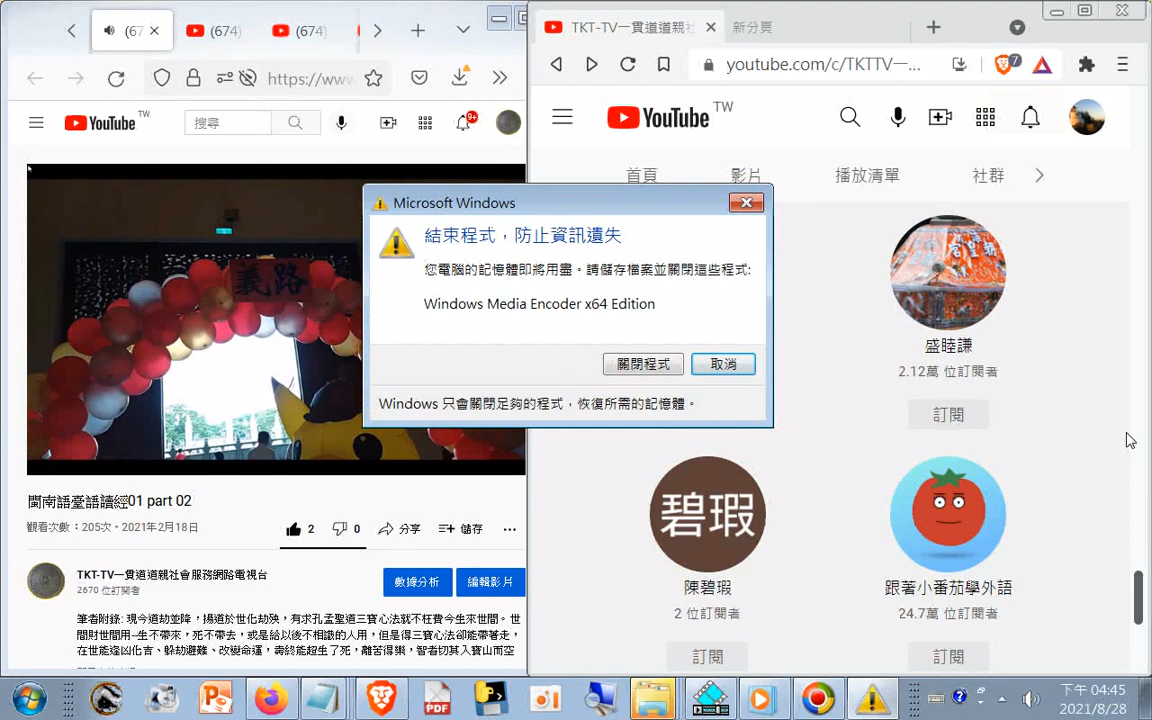 (67
(674)
(674)
https://www
YouTube TW
搜尋
9+
義路
閩南語臺語讀經01 part 02
觀看次數：205次・2021年2月18日
2
0
分享
儲存
TKT-TV一貫道道親社會服務網路電視台
2670 位訂閱者
數據分析
編輯影片
筆者附錄: 現今道劫並降，揚道於世化劫殃，有求孔孟聖道三寶心法就不枉費今生來世間。世
間財世間用--生不帶來，死不帶去，或是給以後不相識的人用，但是得三寶心法卻能帶著走，
在世能逢凶化吉、躲劫避難、改變命運，壽終能超生了死，離苦得樂，智者切其入寶山而空
TKT-TV一貫道道親社
新分頁
youtube.com/c/TKTTV一...
7
YouTube TW
首頁
影片
播放清單
社群
盛睦謙
2.12萬 位訂閱者
訂閱
碧瑕
陳碧瑕
2 位訂閱者
訂閱
跟著小番茄學外語
24.7萬 位訂閱者
訂閱
Microsoft Windows
結束程式，防止資訊遺失
您電腦的記憶體即將用盡。請儲存檔案並關閉這些程式:
Windows Media Encoder x64 Edition
關閉程式
取消
Windows 只會關閉足夠的程式，恢復所需的記憶體。
PDF
下午 04:45
2021/8/28